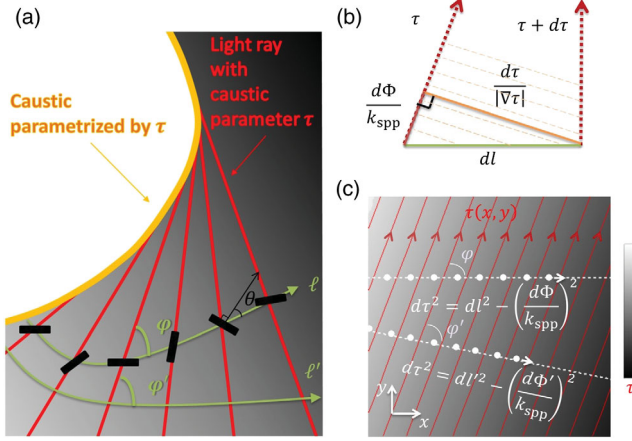 (a)
Light ray
with
caustic
parameter τ
Caustic
parametrized by τ
θ
ℓ
φ
φ'
ℓ'
(b)
τ
τ + dτ
dΦ
k_spp
dτ
|∇τ|
dl
(c)
τ(x, y)
φ
dτ² = dl² − (dΦ/k_spp)²
φ'
dτ² = dl'² − (dΦ'/k_spp)²
y
x
τ